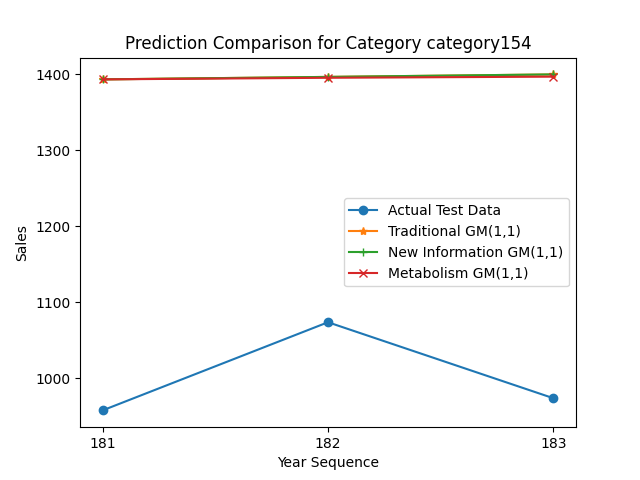 Prediction Comparison for Category category154
1400
1300
1200
1100
1000
Sales
Actual Test Data
Traditional GM(1,1)
New Information GM(1,1)
Metabolism GM(1,1)
181
182
183
Year Sequence